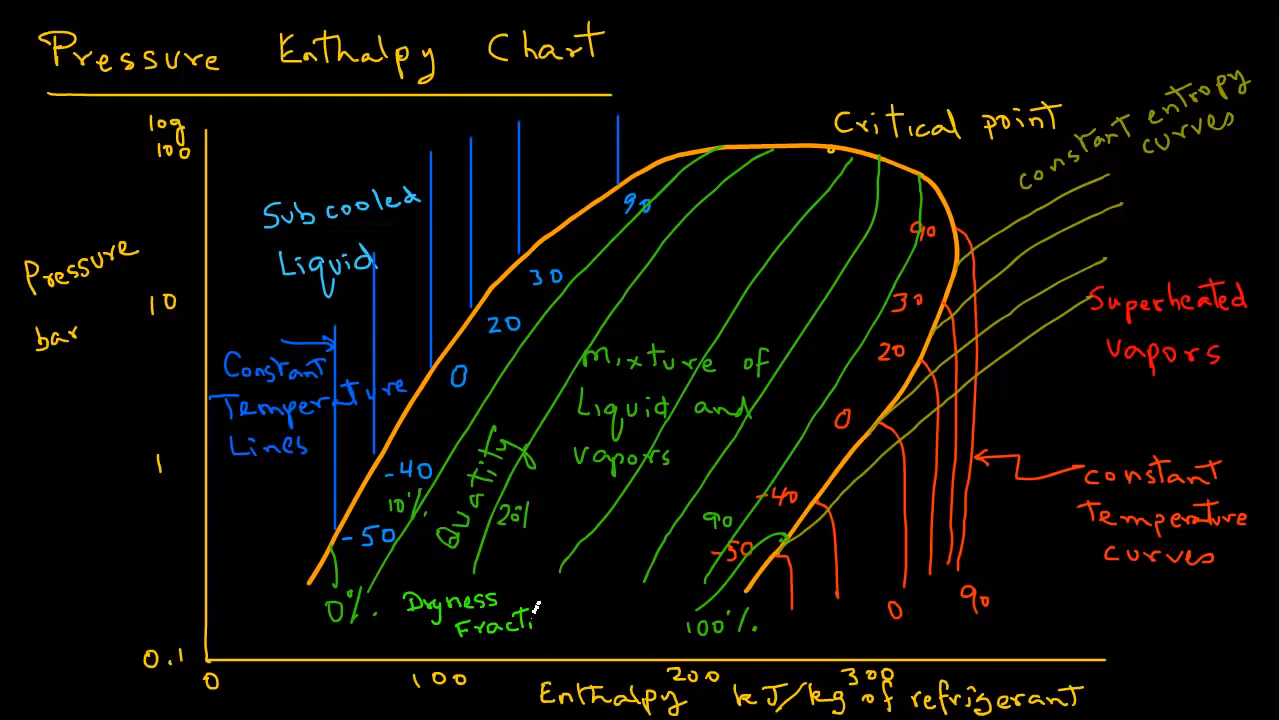 Pressure Enthalpy Chart
log
100
10
1
0.1
Pressure
bar
Subcooled
Liquid
Constant
Temperature
Lines
Critical point
constant entropy
curves
90
30
20
0
-40
-50
90
30
20
0
-40
-50
Superheated
vapors
Mixture of
Liquid and
vapors
Quality
10%.
20%
90
0%.
100%.
Dryness
Fracti
constant
Temperature
curves
0
90
0
100
200
300
Enthalpy kJ/kg of refrigerant